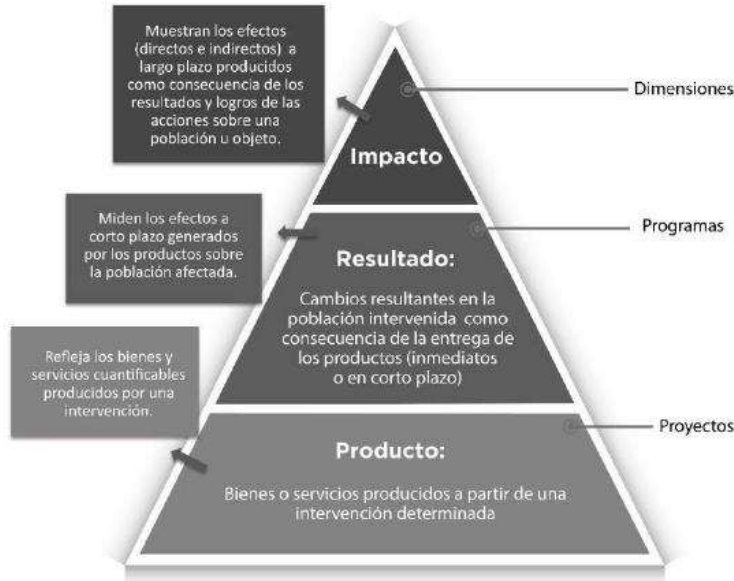 Muestran los efectos
(directos e indirectos) a
largo plazo producidos
como consecuencia de los
resultados y logros de las
acciones sobre una
población u objeto.
Dimensiones
Impacto
Miden los efectos a
corto plazo generados
por los productos sobre
la población afectada.
Programas
Resultado:
Cambios resultantes en la
población intervenida como
consecuencia de la entrega de
los productos (inmediatos
o en corto plazo)
Refleja los bienes y
servicios cuantificables
producidos por una
intervención.
Proyectos
Producto:
Bienes o servicios producidos a partir de una
intervención determinada